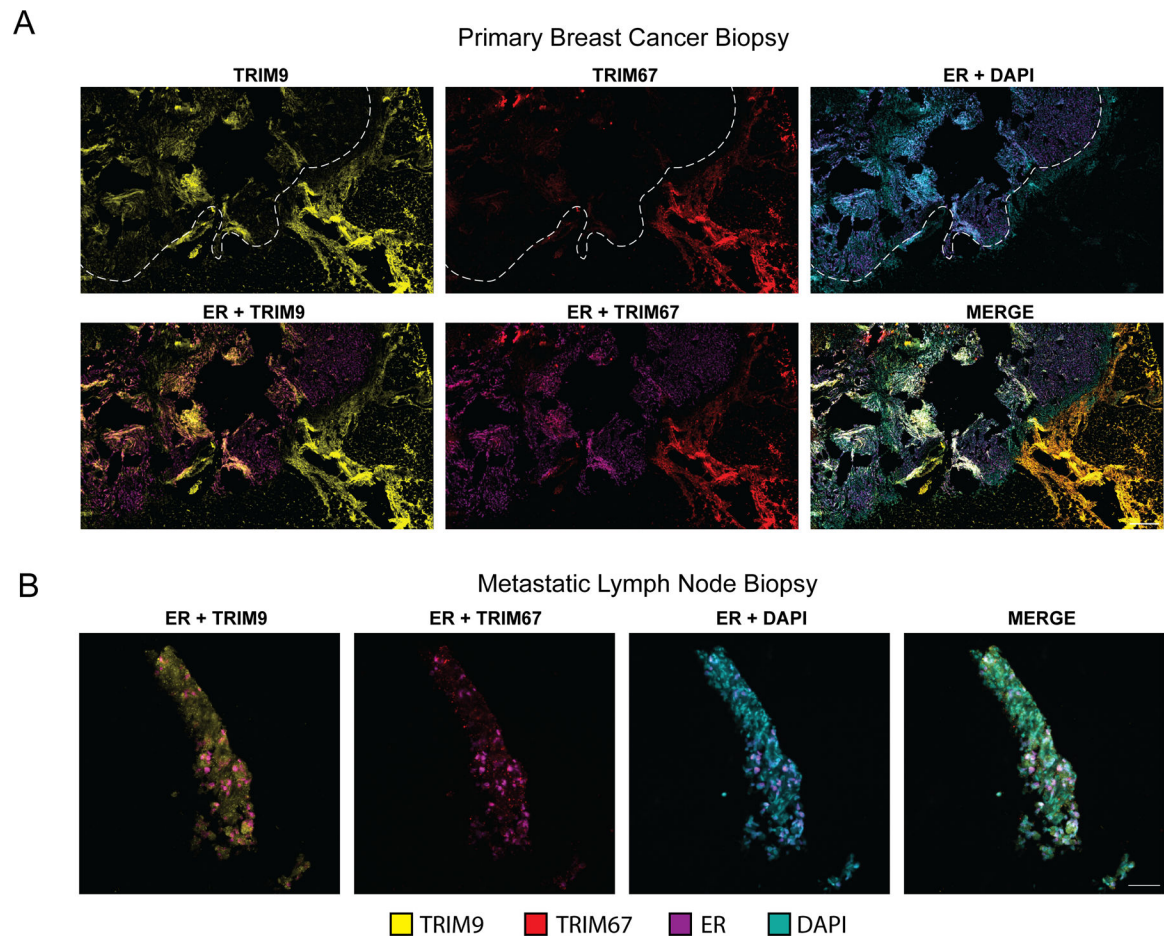 A
Primary Breast Cancer Biopsy
TRIM9 TRIM67 ER + DAPI
ER + TRIM9 ER + TRIM67 MERGE
B
Metastatic Lymph Node Biopsy
ER + TRIM9 ER + TRIM67 ER + DAPI MERGE
TRIM9 TRIM67 ER DAPI